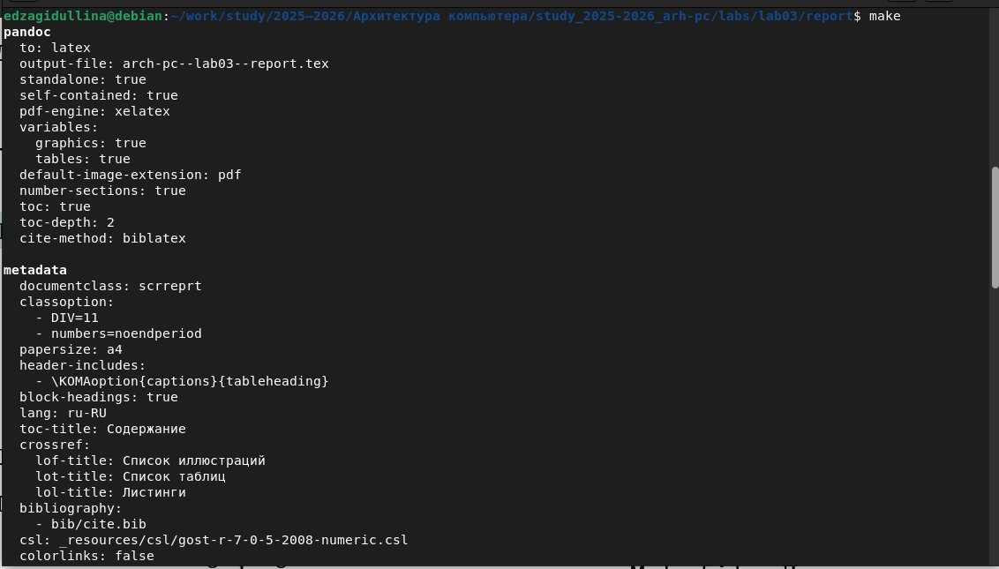 edzagidullina@debian:~/work/study/2025–2026/Архитектура компьютера/study_2025-2026_arh-pc/labs/lab03/report$ make
pandoc
  to: latex
  output-file: arch-pc--lab03--report.tex
  standalone: true
  self-contained: true
  pdf-engine: xelatex
  variables:
    graphics: true
    tables: true
  default-image-extension: pdf
  number-sections: true
  toc: true
  toc-depth: 2
  cite-method: biblatex

metadata
  documentclass: scrreprt
  classoption:
    - DIV=11
    - numbers=noendperiod
  papersize: a4
  header-includes:
    - \KOMAoption{captions}{tableheading}
  block-headings: true
  lang: ru-RU
  toc-title: Содержание
  crossref:
    lof-title: Список иллюстраций
    lot-title: Список таблиц
    lol-title: Листинги
  bibliography:
    - bib/cite.bib
  csl: _resources/csl/gost-r-7-0-5-2008-numeric.csl
  colorlinks: false